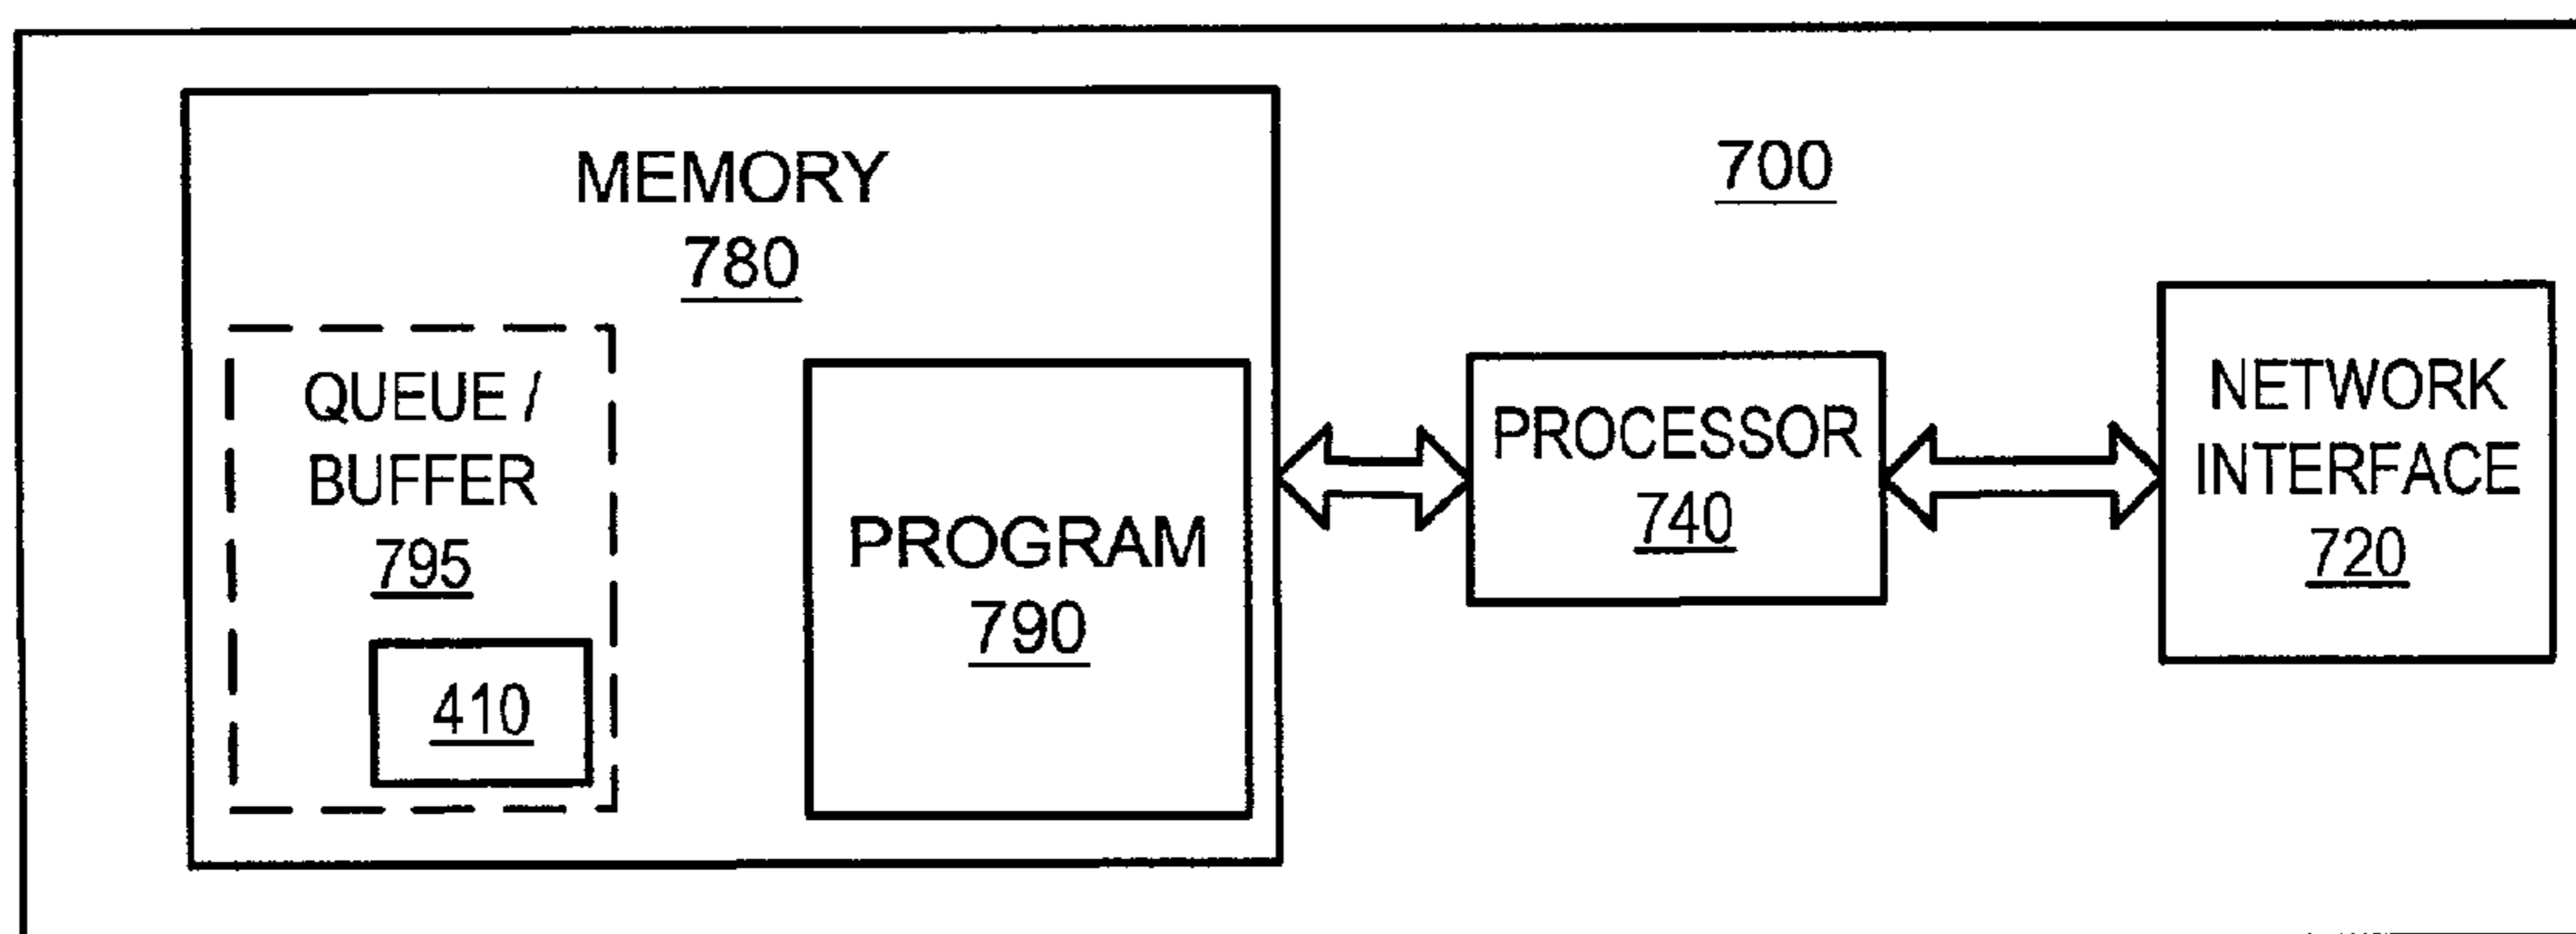 MEMORY
780
700
QUEUE /
BUFFER
795
410
PROGRAM
790
PROCESSOR
740
NETWORK
INTERFACE
720